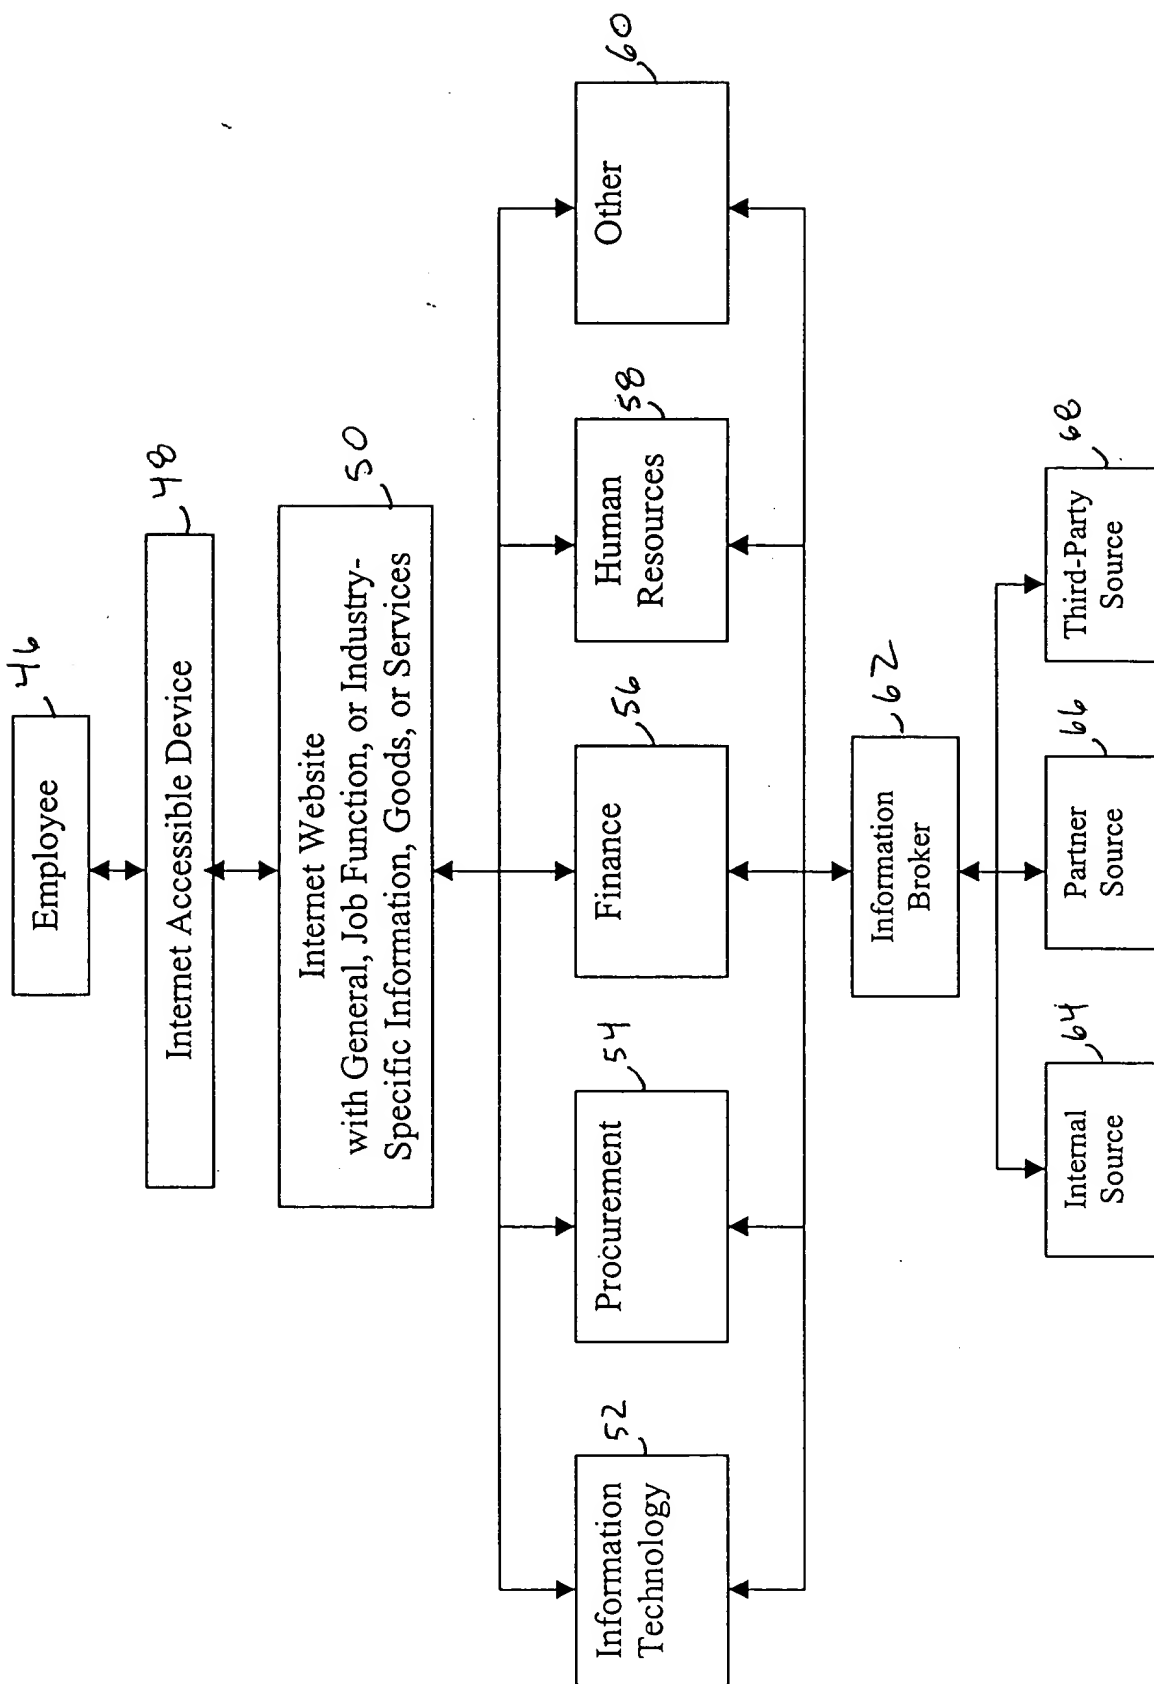 46
Employee
48
Internet Accessible Device
50
Internet Website
with General, Job Function, or Industry-
Specific Information, Goods, or Services
52
Information
Technology
54
Procurement
56
Finance
58
Human
Resources
60
Other
62
Information
Broker
64
Internal
Source
66
Partner
Source
68
Third-Party
Source